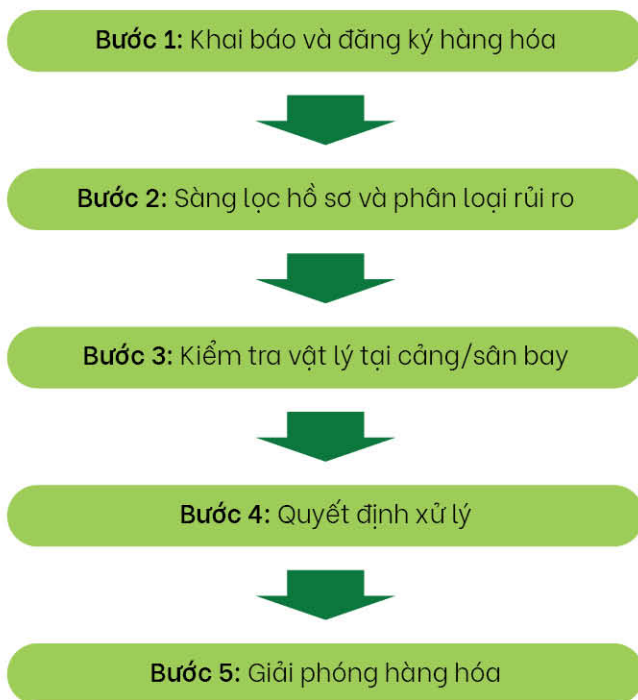 Bước 1: Khai báo và đăng ký hàng hóa
Bước 2: Sàng lọc hồ sơ và phân loại rủi ro
Bước 3: Kiểm tra vật lý tại cảng/sân bay
Bước 4: Quyết định xử lý
Bước 5: Giải phóng hàng hóa